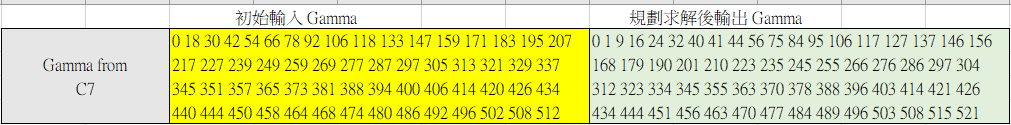 初始輸入 Gamma
規劃求解後輸出 Gamma
Gamma from
C7
0 18 30 42 54 66 78 92 106 118 133 147 159 171 183 195 207
217 227 239 249 259 269 277 287 297 305 313 321 329 337
345 351 357 365 373 381 388 394 400 406 414 420 426 434
440 444 450 458 464 468 474 480 486 492 496 502 508 512
0 1 9 16 24 32 40 41 44 56 75 84 95 106 117 127 137 146 156
168 179 190 201 210 223 235 245 255 266 276 286 297 304
312 323 334 345 355 363 370 378 388 396 403 414 421 426
434 444 451 456 463 470 477 484 489 496 503 508 515 521